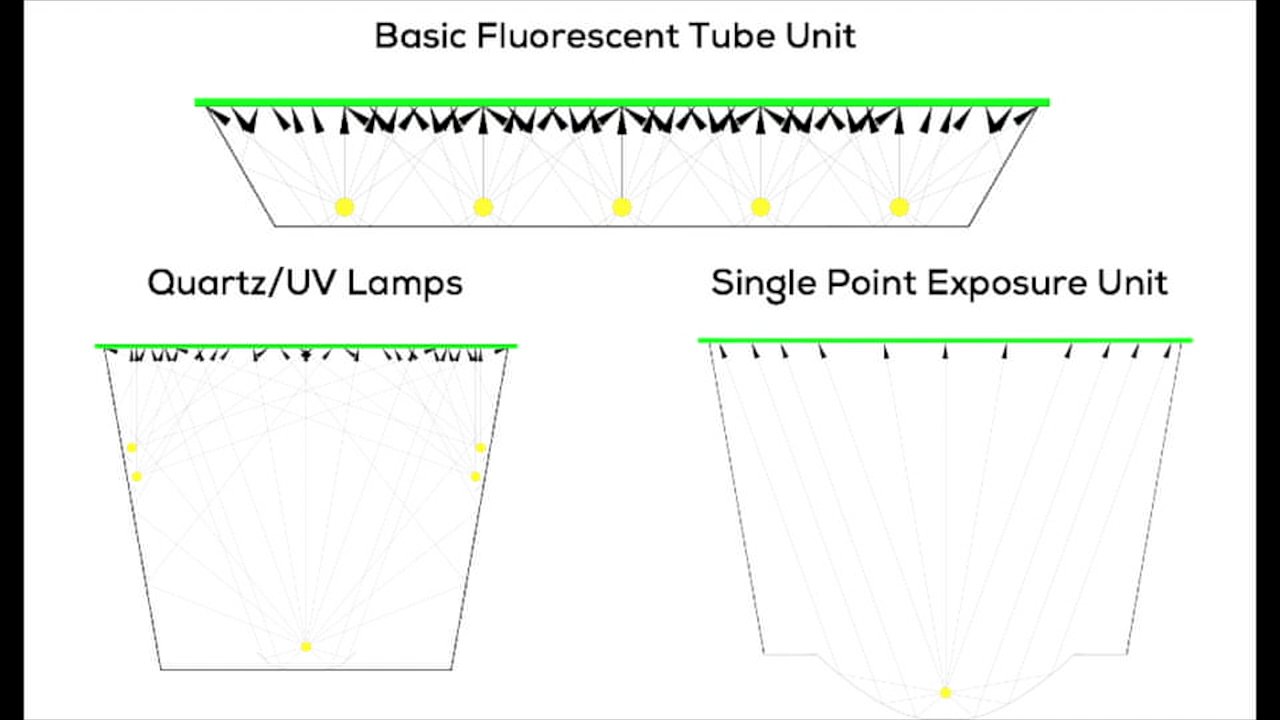 Basic Fluorescent Tube Unit
Quartz/UV Lamps
Single Point Exposure Unit